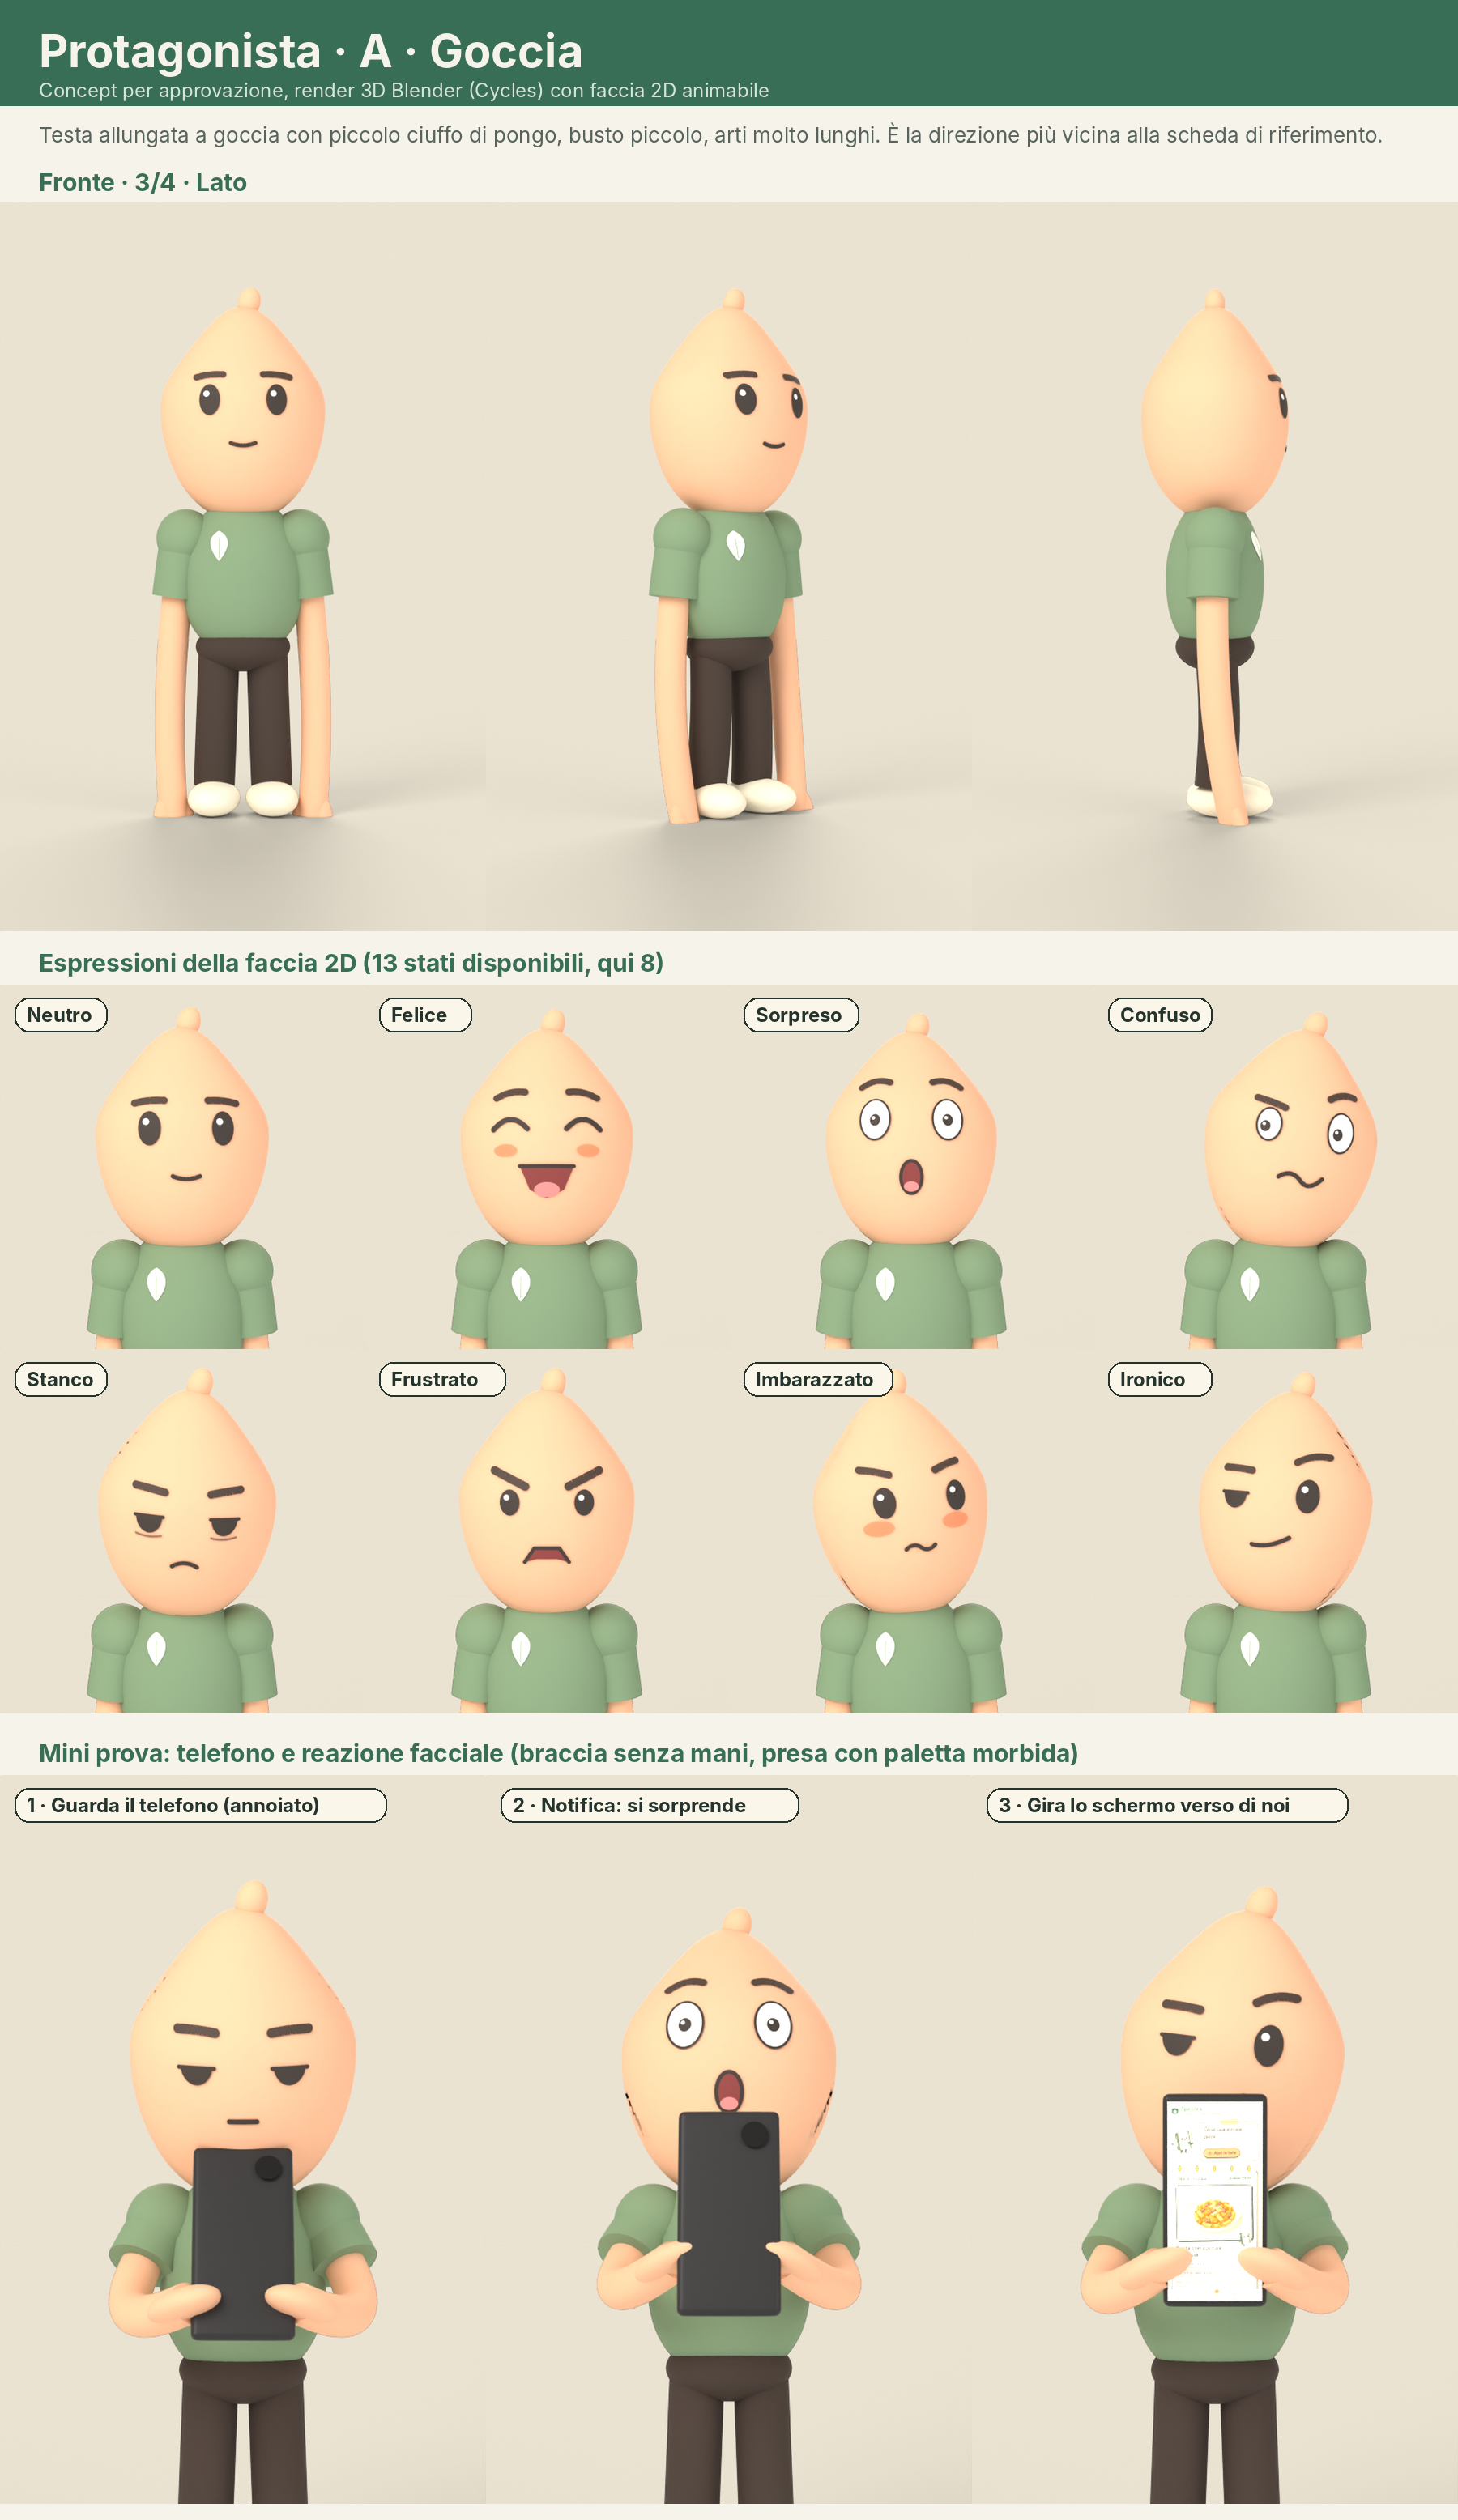 Protagonista · A · Goccia
Concept per approvazione, render 3D Blender (Cycles) con faccia 2D animabile
Testa allungata a goccia con piccolo ciuffo di pongo, busto piccolo, arti molto lunghi. È la direzione più vicina alla scheda di riferimento.
Fronte · 3/4 · Lato
Espressioni della faccia 2D (13 stati disponibili, qui 8)
Neutro
Felice
Sorpreso
Confuso
Stanco
Frustrato
Imbarazzato
Ironico
Mini prova: telefono e reazione facciale (braccia senza mani, presa con paletta morbida)
1 · Guarda il telefono (annoiato)
2 · Notifica: si sorprende
3 · Gira lo schermo verso di noi